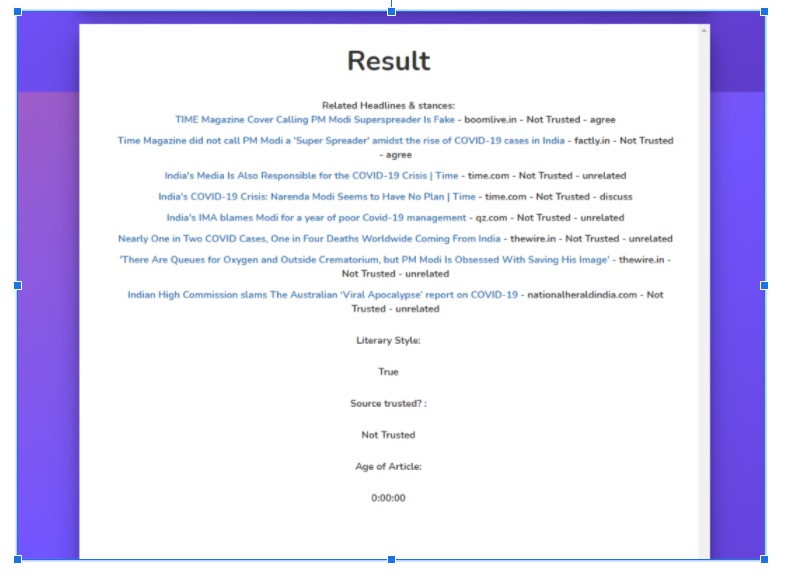 Result
Related Headlines & stances:
TIME Magazine Cover Calling PM Modi Superspreader Is Fake - boomlive.in - Not Trusted - agree
Time Magazine did not call PM Modi a 'Super Spreader' amidst the rise of COVID-19 cases in India - factly.in - Not Trusted
- agree
India's Media Is Also Responsible for the COVID-19 Crisis | Time - time.com - Not Trusted - unrelated
India's COVID-19 Crisis: Narenda Modi Seems to Have No Plan | Time - time.com - Not Trusted - discuss
India's IMA blames Modi for a year of poor Covid-19 management - qz.com - Not Trusted - unrelated
Nearly One in Two COVID Cases, One in Four Deaths Worldwide Coming From India - thewire.in - Not Trusted - unrelated
'There Are Queues for Oxygen and Outside Crematorium, but PM Modi Is Obsessed With Saving His Image' - thewire.in -
Not Trusted - unrelated
Indian High Commission slams The Australian 'Viral Apocalypse' report on COVID-19 - nationalheraldindia.com - Not
Trusted - unrelated
Literary Style:
True
Source trusted? :
Not Trusted
Age of Article:
0:00:00